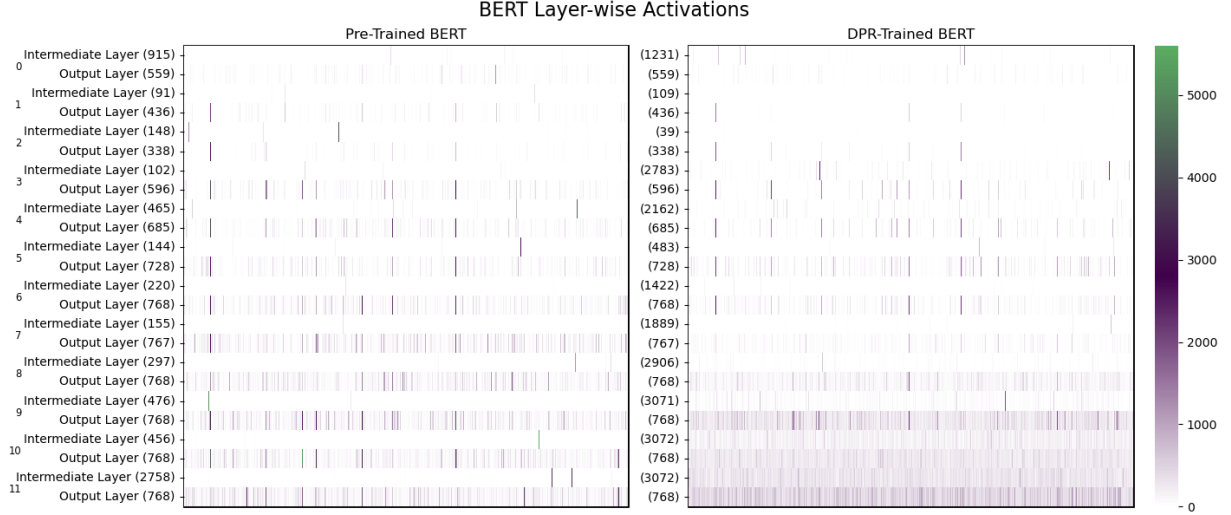 BERT Layer-wise Activations
Pre-Trained BERT
DPR-Trained BERT
0
Intermediate Layer (915)
(1231)
Output Layer (559)
(559)
1
Intermediate Layer (91)
(109)
Output Layer (436)
(436)
2
Intermediate Layer (148)
(39)
Output Layer (338)
(338)
3
Intermediate Layer (102)
(2783)
Output Layer (596)
(596)
4
Intermediate Layer (465)
(2162)
Output Layer (685)
(685)
5
Intermediate Layer (144)
(483)
Output Layer (728)
(728)
6
Intermediate Layer (220)
(1422)
Output Layer (768)
(768)
7
Intermediate Layer (155)
(1889)
Output Layer (767)
(767)
8
Intermediate Layer (297)
(2906)
Output Layer (768)
(768)
9
Intermediate Layer (476)
(3071)
Output Layer (768)
(768)
10
Intermediate Layer (456)
(3072)
Output Layer (768)
(768)
11
Intermediate Layer (2758)
(3072)
Output Layer (768)
(768)
5000
4000
3000
2000
1000
0